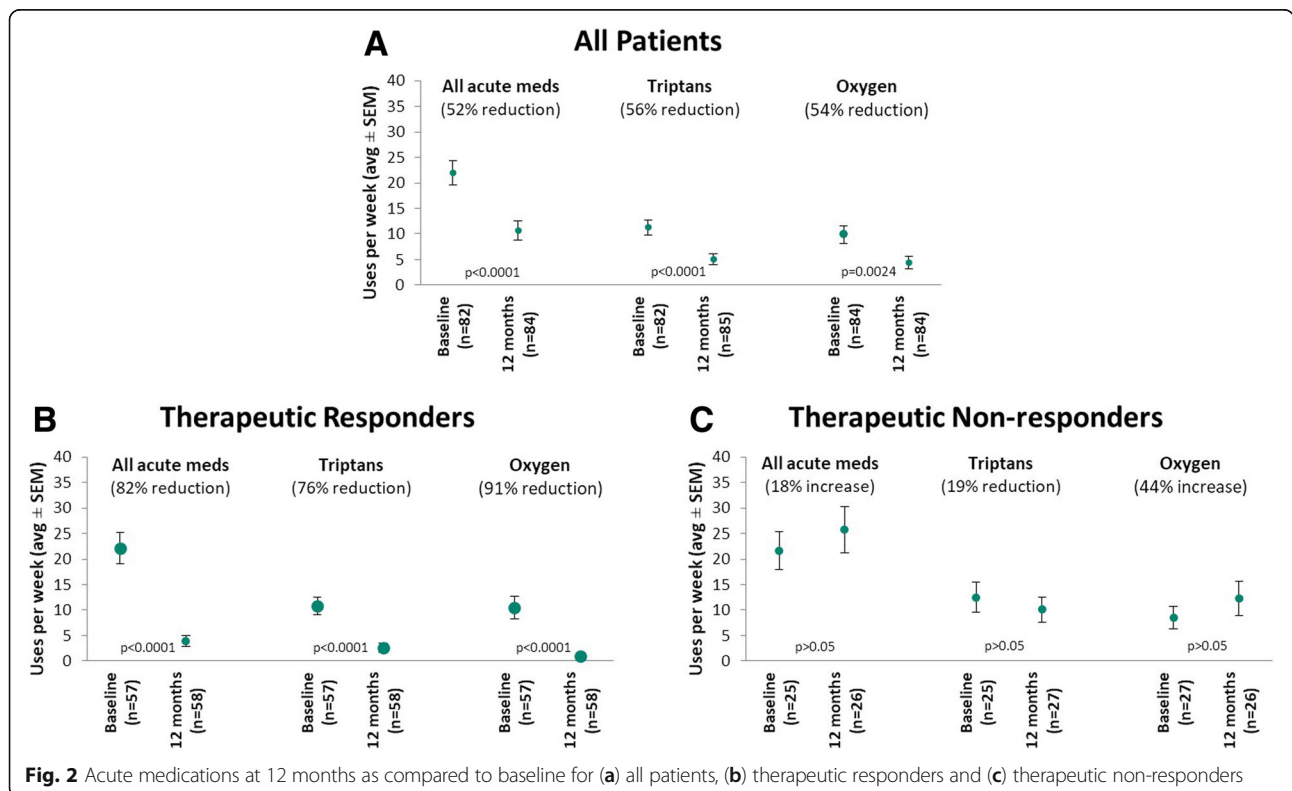 A
All Patients
All acute meds
(52% reduction)
Triptans
(56% reduction)
Oxygen
(54% reduction)
Uses per week (avg ± SEM)
40
35
30
25
20
15
10
5
0
p<0.0001
p<0.0001
p=0.0024
Baseline
(n=82)
12 months
(n=84)
Baseline
(n=82)
12 months
(n=85)
Baseline
(n=84)
12 months
(n=84)
B
Therapeutic Responders
All acute meds
(82% reduction)
Triptans
(76% reduction)
Oxygen
(91% reduction)
Uses per week (avg ± SEM)
40
35
30
25
20
15
10
5
0
p<0.0001
p<0.0001
p<0.0001
Baseline
(n=57)
12 months
(n=58)
Baseline
(n=57)
12 months
(n=58)
Baseline
(n=57)
12 months
(n=58)
C
Therapeutic Non-responders
All acute meds
(18% increase)
Triptans
(19% reduction)
Oxygen
(44% increase)
Uses per week (avg ± SEM)
40
35
30
25
20
15
10
5
0
p>0.05
p>0.05
p>0.05
Baseline
(n=25)
12 months
(n=26)
Baseline
(n=25)
12 months
(n=27)
Baseline
(n=27)
12 months
(n=26)
Fig. 2 Acute medications at 12 months as compared to baseline for (a) all patients, (b) therapeutic responders and (c) therapeutic non-responders